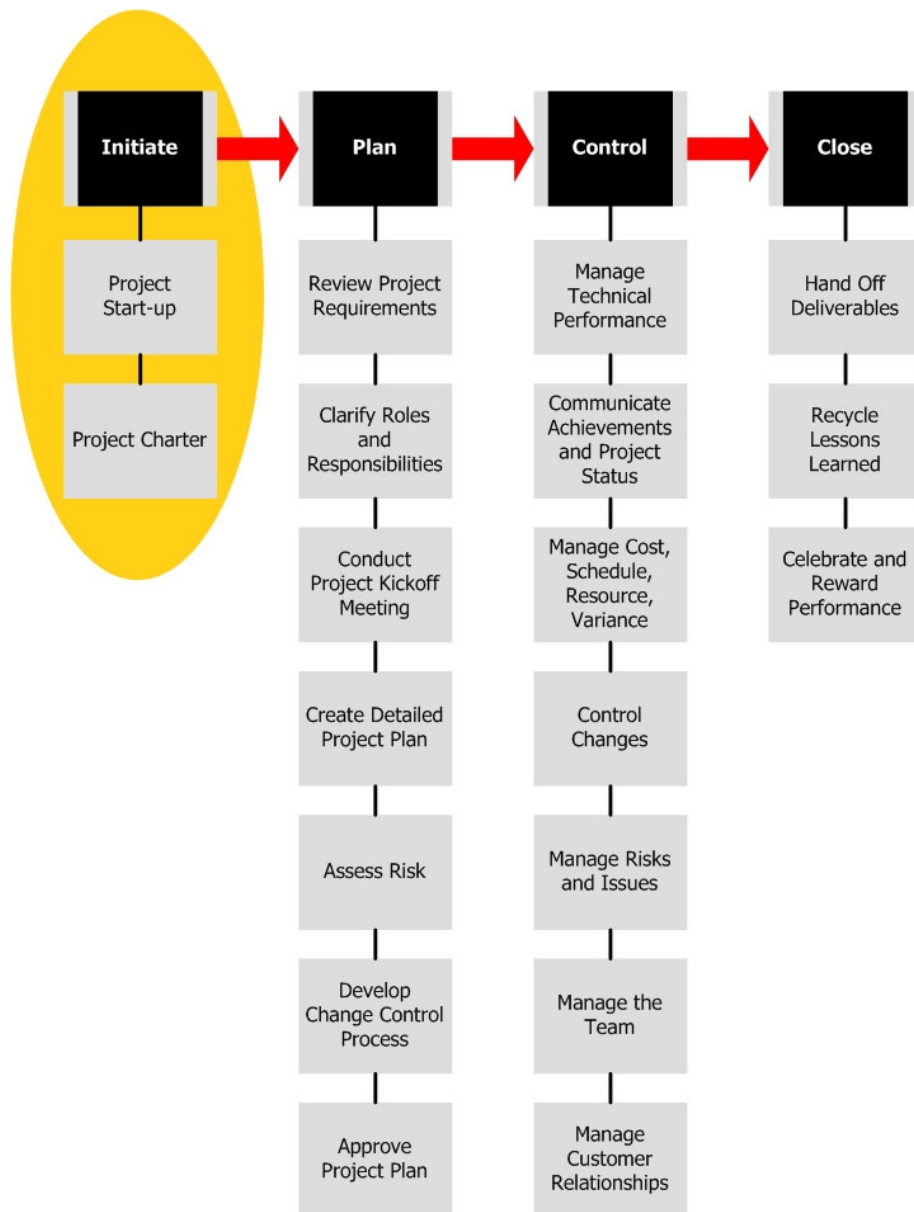 Initiate
Project
Start-up
Project Charter
Plan
Review Project
Requirements
Clarify Roles
and
Responsibilities
Conduct
Project Kickoff
Meeting
Create Detailed
Project Plan
Assess Risk
Develop
Change Control
Process
Approve
Project Plan
Control
Manage
Technical
Performance
Communicate
Achievements
and Project
Status
Manage Cost,
Schedule,
Resource,
Variance
Control
Changes
Manage Risks
and Issues
Manage the
Team
Manage
Customer
Relationships
Close
Hand Off
Deliverables
Recycle
Lessons
Learned
Celebrate and
Reward
Performance